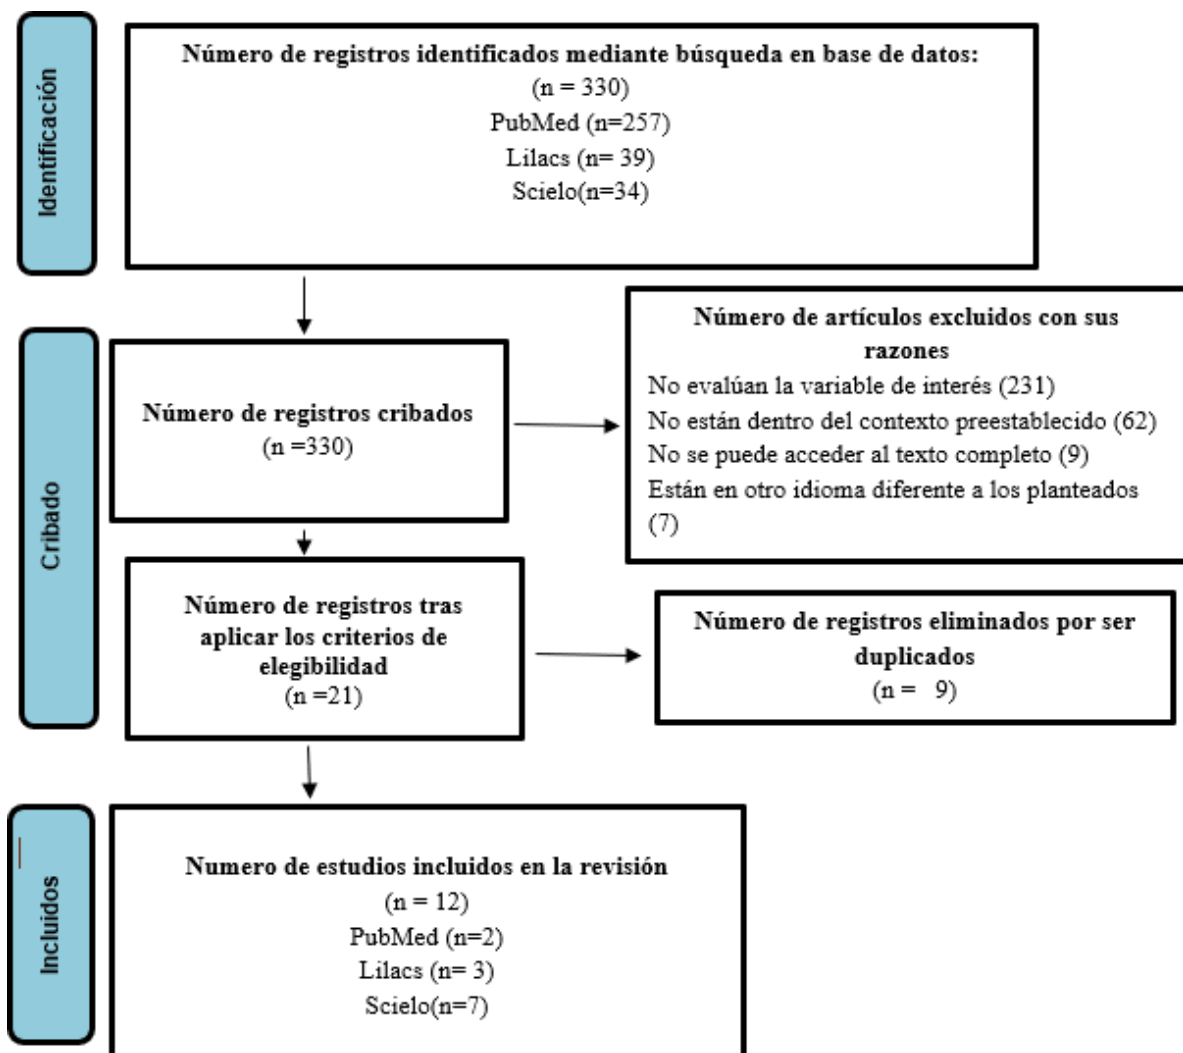 Identificación
Número de registros identificados mediante búsqueda en base de datos:
(n = 330)
PubMed (n=257)
Lilacs (n= 39)
Scielo(n=34)
Cribado
Número de registros cribados
(n =330)
Número de artículos excluidos con sus
razones
No evalúan la variable de interés (231)
No están dentro del contexto preestablecido (62)
No se puede acceder al texto completo (9)
Están en otro idioma diferente a los planteados
(7)
Número de registros tras
aplicar los criterios de
elegibilidad
(n =21)
Número de registros eliminados por ser
duplicados
(n =   9)
Incluidos
Numero de estudios incluidos en la revisión
(n = 12)
PubMed (n=2)
Lilacs (n= 3)
Scielo(n=7)